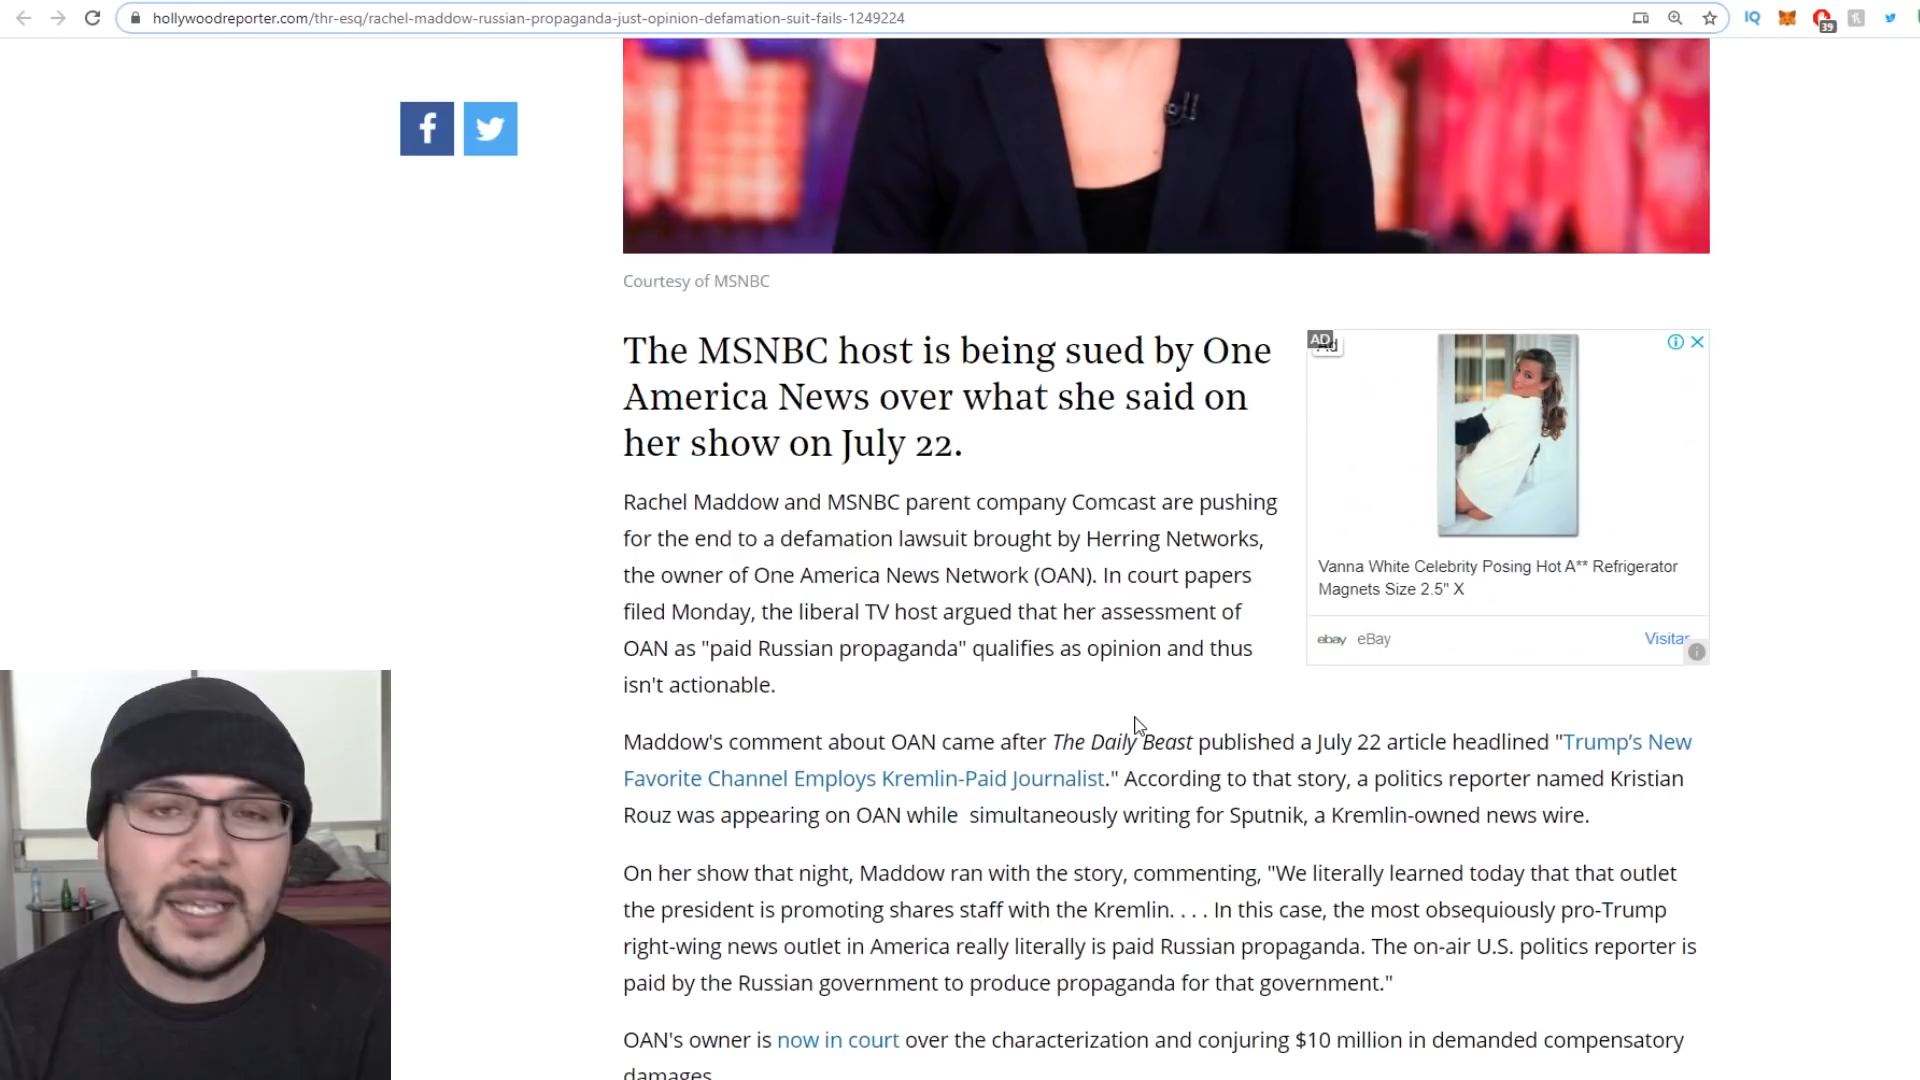 hollywoodreporter.com/thr-esq/rachel-maddow-russian-propaganda-just-opinion-defamation-suit-fails-1249224
IQ
39
f
Courtesy of MSNBC
The MSNBC host is being sued by One
America News over what she said on
her show on July 22.
AD
Ad
Vanna White Celebrity Posing Hot A** Refrigerator
Magnets Size 2.5" X
ebay eBay
Visitar
Rachel Maddow and MSNBC parent company Comcast are pushing
for the end to a defamation lawsuit brought by Herring Networks,
the owner of One America News Network (OAN). In court papers
filed Monday, the liberal TV host argued that her assessment of
OAN as "paid Russian propaganda" qualifies as opinion and thus
isn't actionable.
Maddow's comment about OAN came after The Daily Beast published a July 22 article headlined "Trump’s New
Favorite Channel Employs Kremlin-Paid Journalist." According to that story, a politics reporter named Kristian
Rouz was appearing on OAN while simultaneously writing for Sputnik, a Kremlin-owned news wire.
On her show that night, Maddow ran with the story, commenting, "We literally learned today that that outlet
the president is promoting shares staff with the Kremlin. . . . In this case, the most obsequiously pro-Trump
right-wing news outlet in America really literally is paid Russian propaganda. The on-air U.S. politics reporter is
paid by the Russian government to produce propaganda for that government."
OAN's owner is now in court over the characterization and conjuring $10 million in demanded compensatory
damages